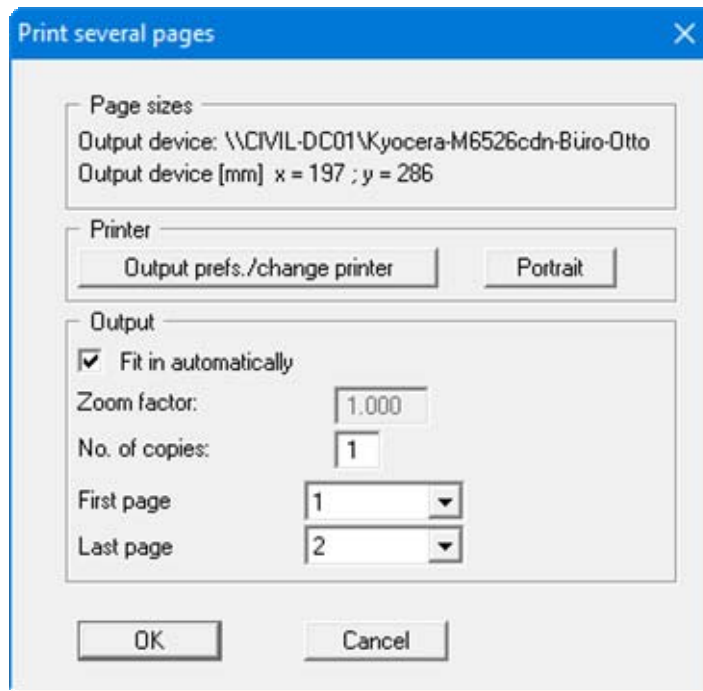 Print several pages
Page sizes
Output device: \\CIVIL-DC01\Kyocera-M6526cdn-Büro-Otto
Output device [mm] x = 197 ; y = 286
Printer
Output prefs./change printer Portrait
Output
Fit in automatically
Zoom factor: 1.000
No. of copies: 1
First page 1
Last page 2
OK Cancel